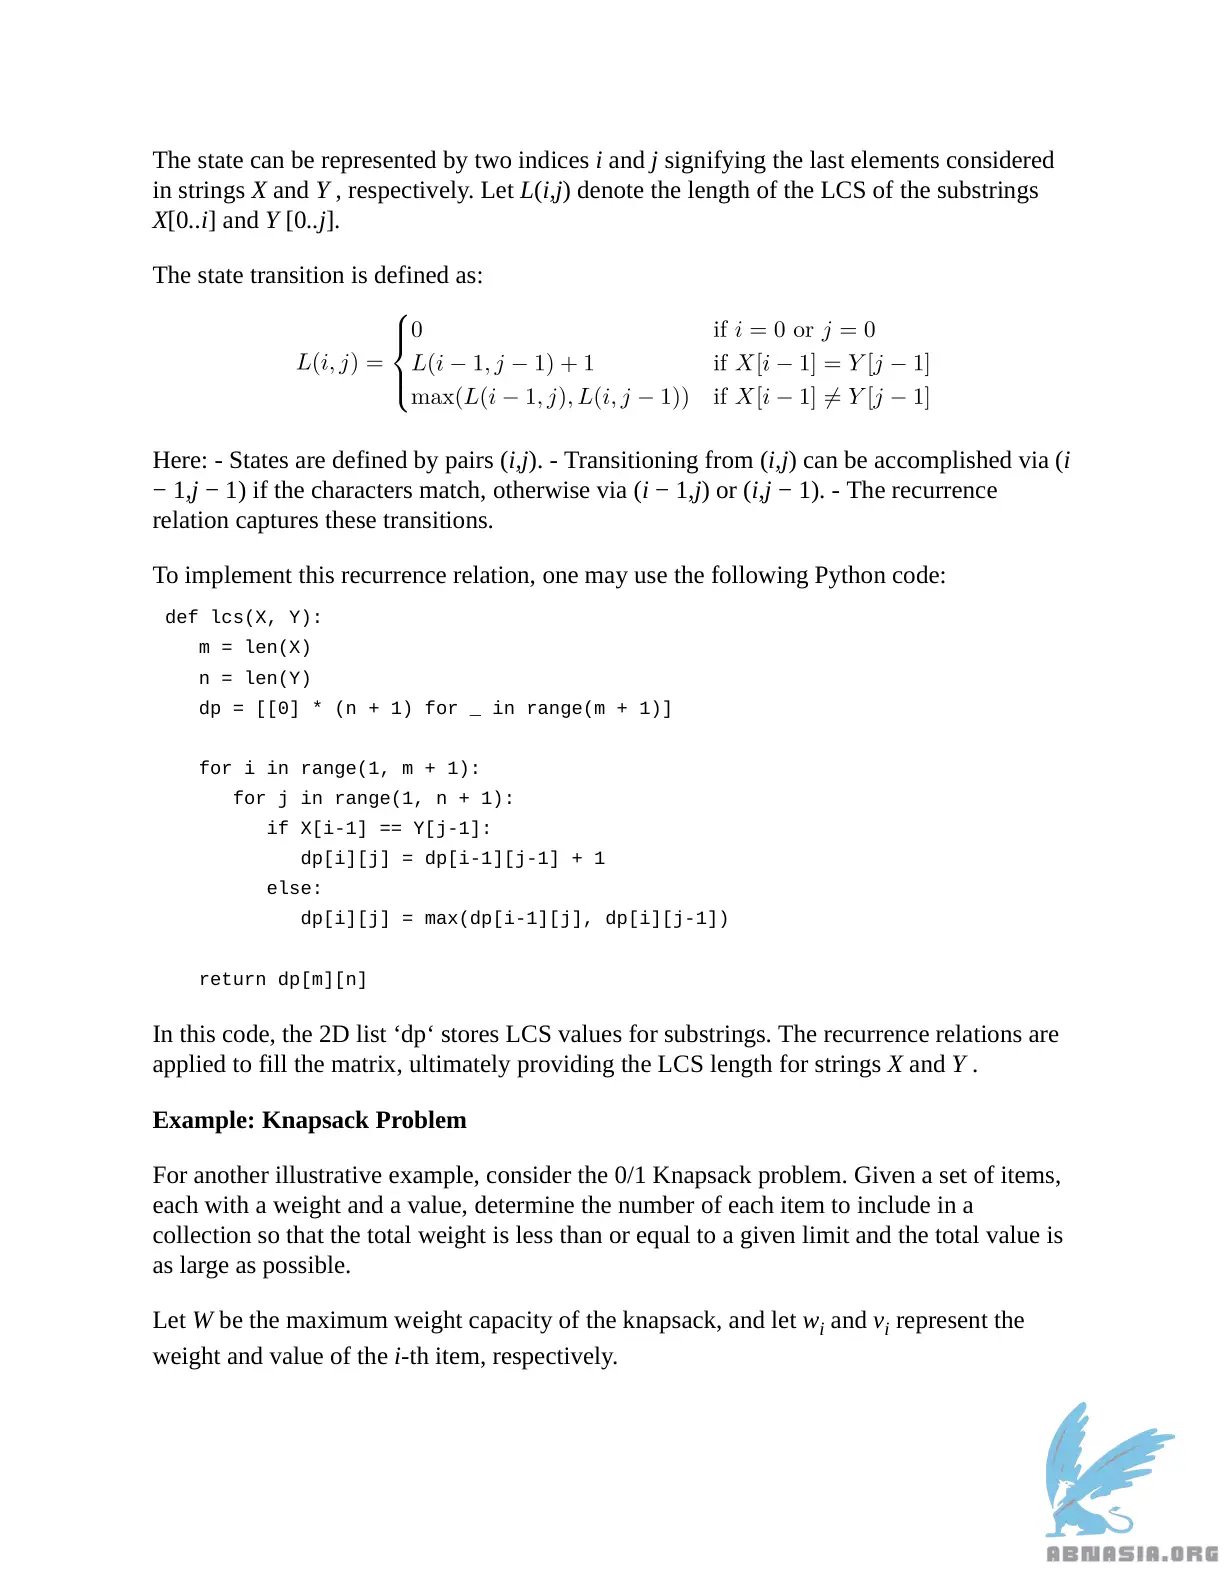 The state can be represented by two indices i and j signifying the last elements considered
in strings X and Y , respectively. Let L(i,j) denote the length of the LCS of the substrings
X[0..i] and Y [0..j].
The state transition is defined as:
L(i, j) = { 0 if i = 0 or j = 0
L(i − 1, j − 1) + 1 if X[i − 1] = Y[j − 1]
max(L(i − 1, j), L(i, j − 1)) if X[i − 1] ≠ Y[j − 1]
Here: - States are defined by pairs (i,j). - Transitioning from (i,j) can be accomplished via (i
− 1,j − 1) if the characters match, otherwise via (i − 1,j) or (i,j − 1). - The recurrence
relation captures these transitions.
To implement this recurrence relation, one may use the following Python code:
def lcs(X, Y):
   m = len(X)
   n = len(Y)
   dp = [[0] * (n + 1) for _ in range(m + 1)]
   for i in range(1, m + 1):
      for j in range(1, n + 1):
         if X[i-1] == Y[j-1]:
            dp[i][j] = dp[i-1][j-1] + 1
         else:
            dp[i][j] = max(dp[i-1][j], dp[i][j-1])
   return dp[m][n]
In this code, the 2D list ‘dp‘ stores LCS values for substrings. The recurrence relations are
applied to fill the matrix, ultimately providing the LCS length for strings X and Y .
Example: Knapsack Problem
For another illustrative example, consider the 0/1 Knapsack problem. Given a set of items,
each with a weight and a value, determine the number of each item to include in a
collection so that the total weight is less than or equal to a given limit and the total value is
as large as possible.
Let W be the maximum weight capacity of the knapsack, and let wi and vi represent the
weight and value of the i-th item, respectively.
ABNASIA.ORG